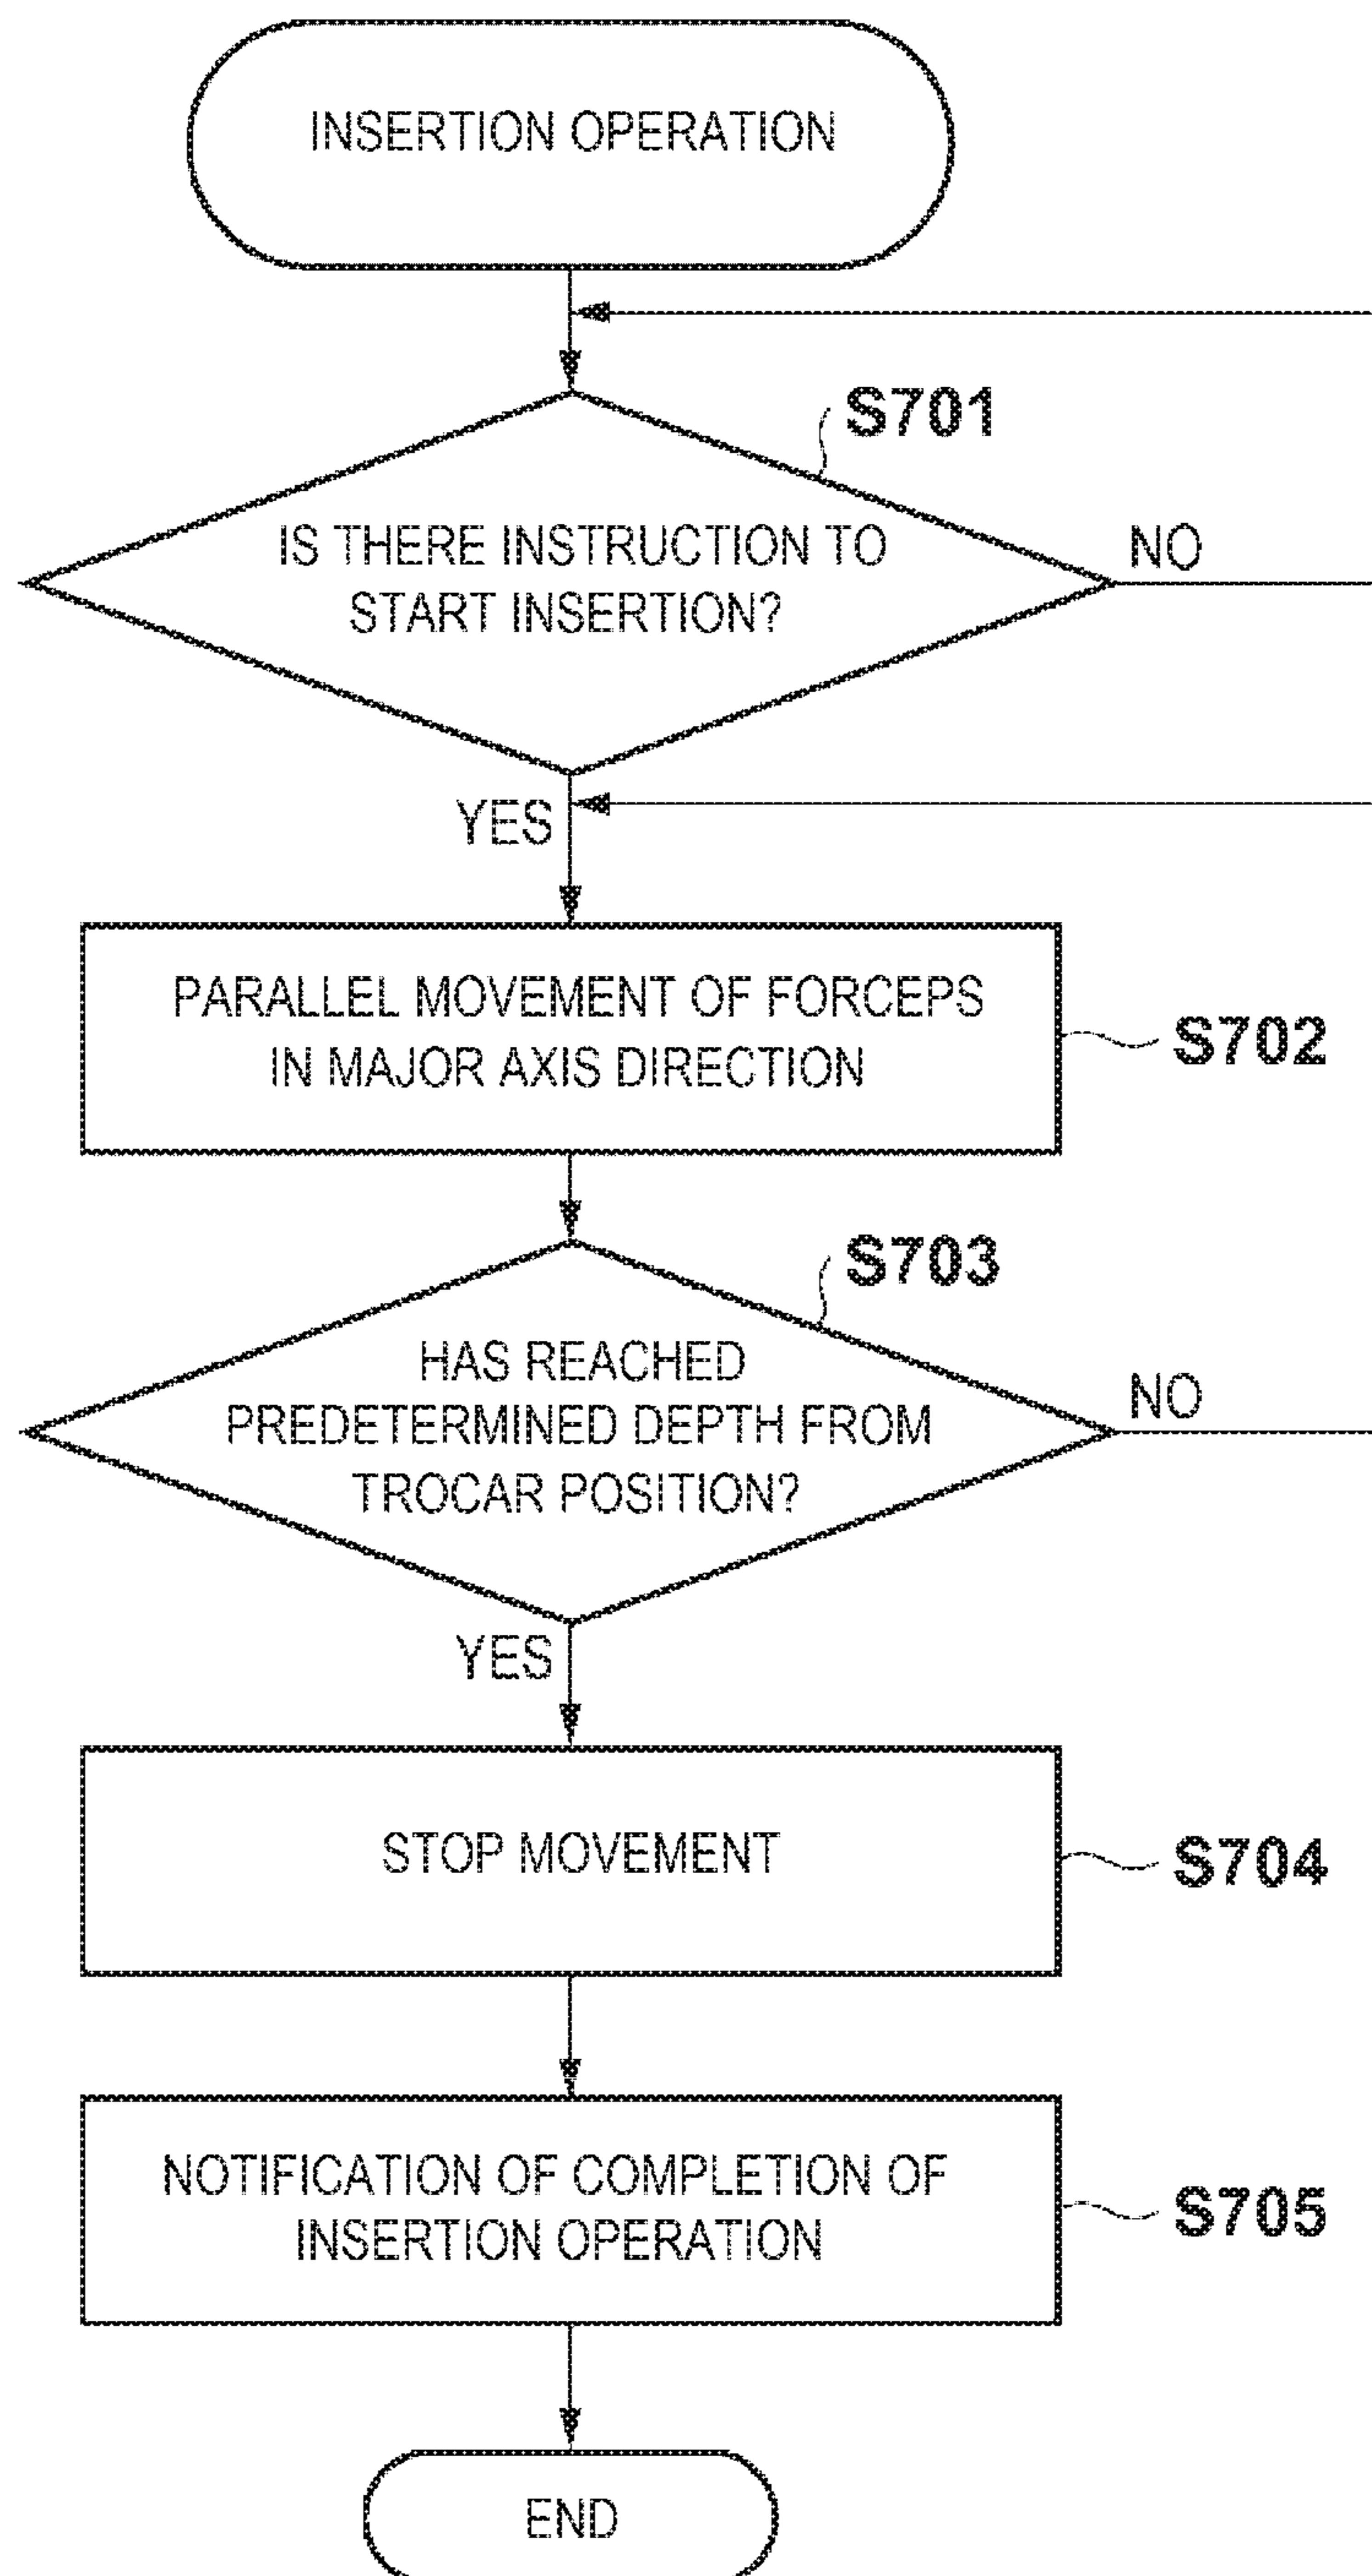 INSERTION OPERATION
S701
IS THERE INSTRUCTION TO
START INSERTION?
NO
YES
PARALLEL MOVEMENT OF FORCEPS
IN MAJOR AXIS DIRECTION
S702
S703
HAS REACHED
PREDETERMINED DEPTH FROM
TROCAR POSITION?
NO
YES
STOP MOVEMENT
S704
NOTIFICATION OF COMPLETION OF
INSERTION OPERATION
S705
END